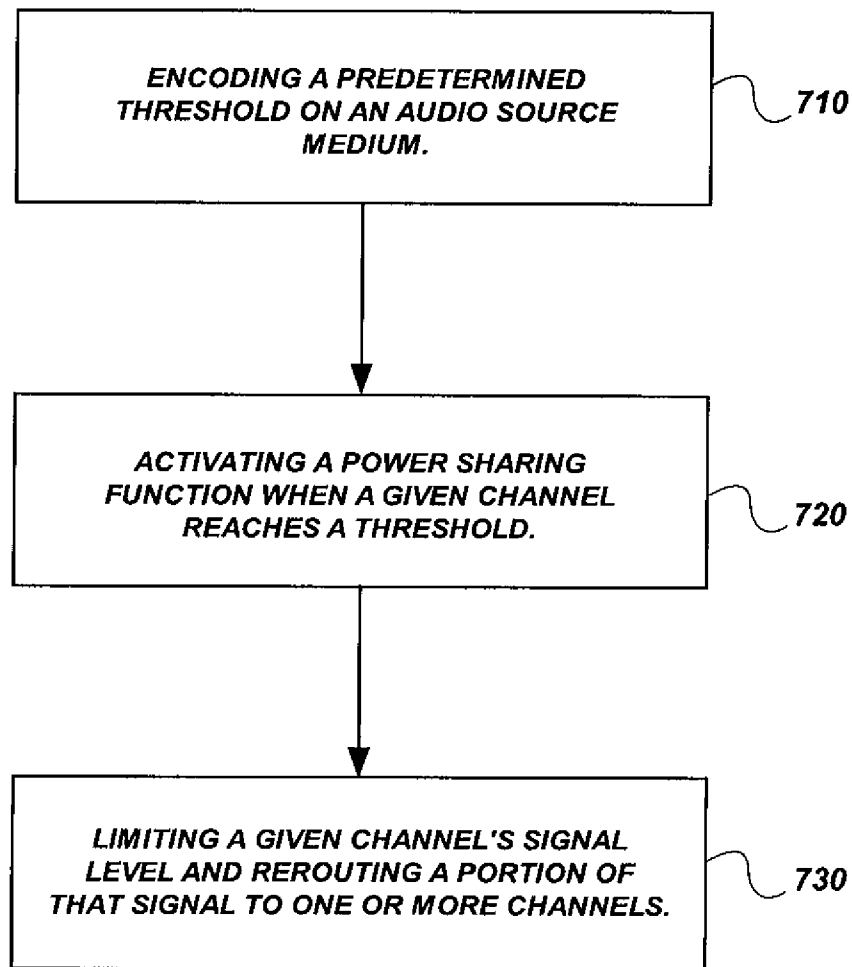 ENCODING A PREDETERMINED
THRESHOLD ON AN AUDIO SOURCE
MEDIUM.
710
ACTIVATING A POWER SHARING
FUNCTION WHEN A GIVEN CHANNEL
REACHES A THRESHOLD.
720
LIMITING A GIVEN CHANNEL'S SIGNAL
LEVEL AND REROUTING A PORTION OF
THAT SIGNAL TO ONE OR MORE CHANNELS.
730